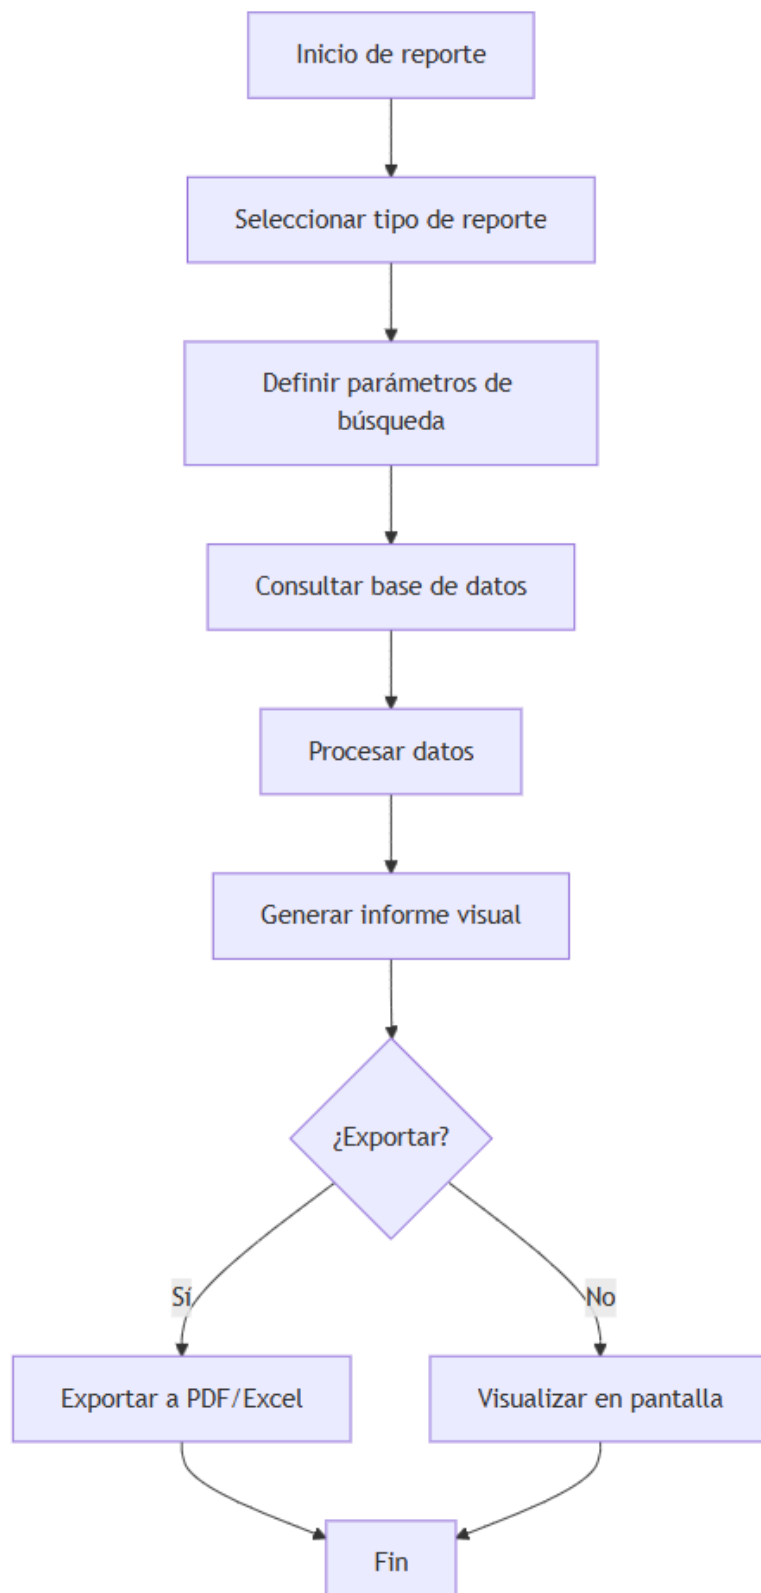 Inicio de reporte
Seleccionar tipo de reporte
Definir parámetros de
búsqueda
Consultar base de datos
Procesar datos
Generar informe visual
¿Exportar?
Sí
No
Exportar a PDF/Excel
Visualizar en pantalla
Fin